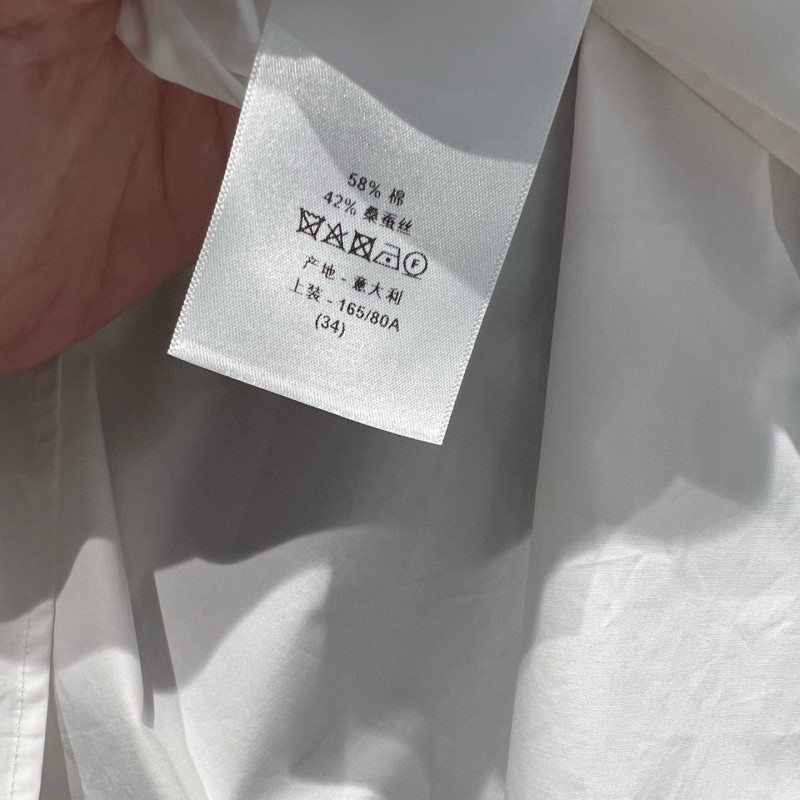 58% 棉
42% 桑蚕丝
F
产地 - 意大利
上装 - 165/80A
(34)